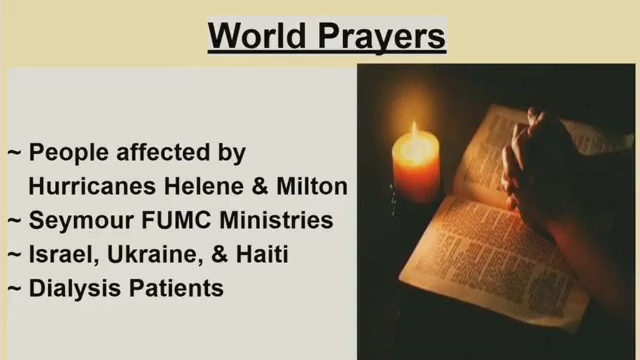 World Prayers
~ People affected by
Hurricanes Helene & Milton
~ Seymour FUMC Ministries
~ Israel, Ukraine, & Haiti
~ Dialysis Patients